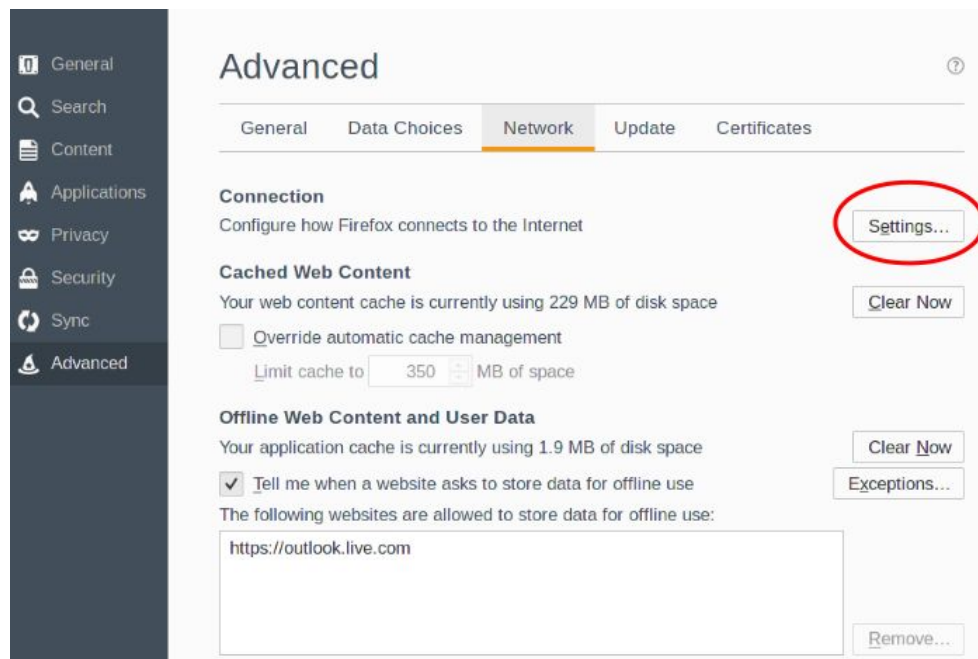 General
Search
Content
Applications
Privacy
Security
Sync
Advanced
Advanced
?
General Data Choices Network Update Certificates
Connection
Configure how Firefox connects to the Internet
Settings...
Cached Web Content
Your web content cache is currently using 229 MB of disk space
Clear Now
Override automatic cache management
Limit cache to 350 MB of space
Offline Web Content and User Data
Your application cache is currently using 1.9 MB of disk space
Clear Now
Tell me when a website asks to store data for offline use
Exceptions...
The following websites are allowed to store data for offline use:
https://outlook.live.com
Remove...